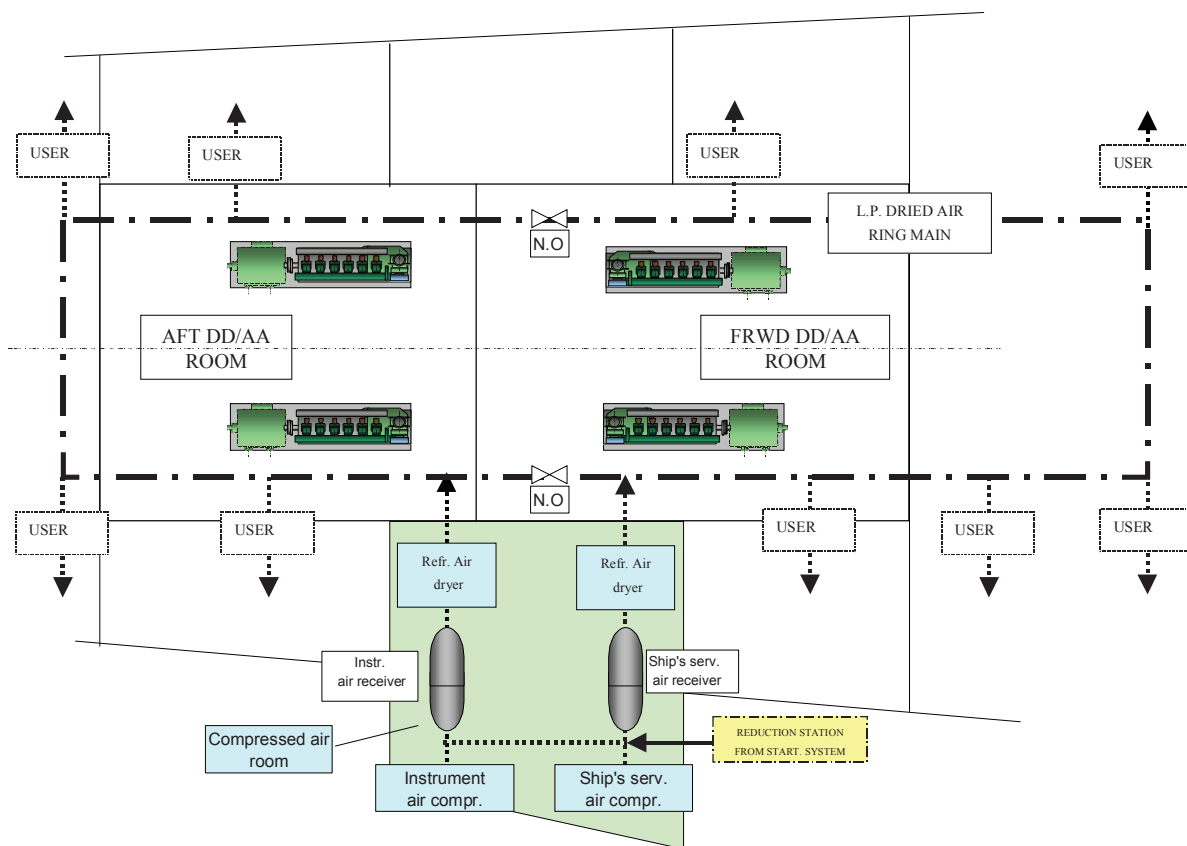 USER
USER
USER
USER
L.P. DRIED AIR
RING MAIN
N.O
AFT DD/AA
ROOM
FRWD DD/AA
ROOM
N.O
USER
USER
USER
USER
USER
Refr. Air
dryer
Refr. Air
dryer
Instr.
air receiver
Ship's serv.
air receiver
Compressed air
room
REDUCTION STATION
FROM START. SYSTEM
Instrument
air compr.
Ship's serv.
air compr.